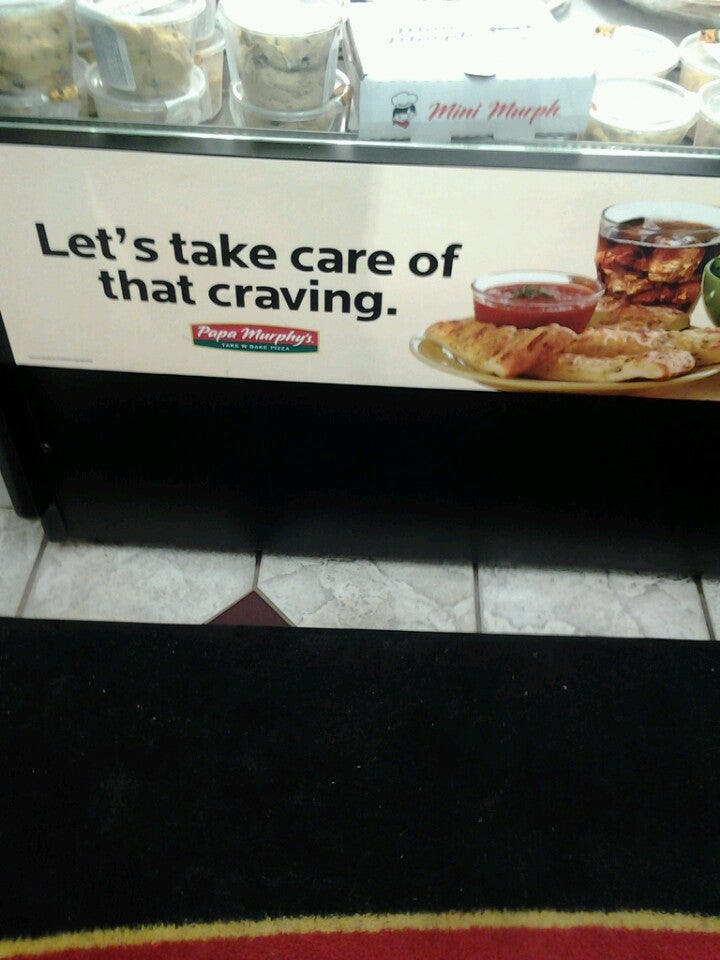 Mini Murph
Let's take care of
that craving.
Papa Murphy's
TAKE 'N' BAKE PIZZA